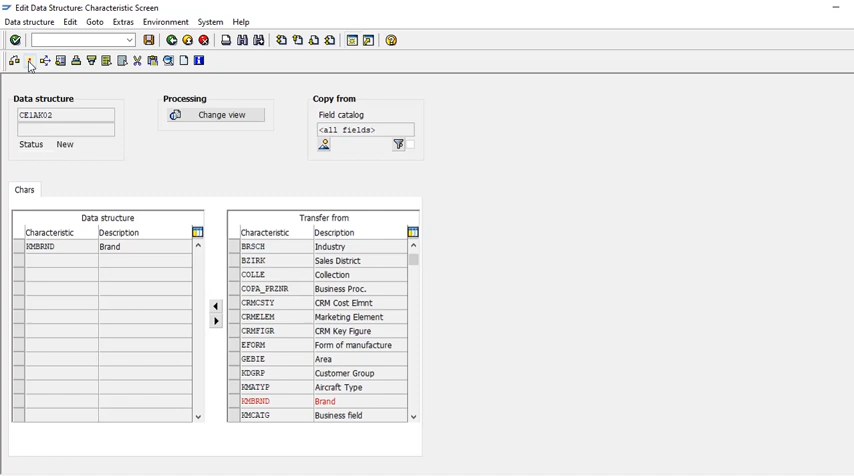 Edit Data Structure: Characteristic Screen
Data structure Edit Goto Extras Environment System Help
Data structure
CE1AK02
Status New
Processing
Change view
Copy from
Field catalog
<all fields>
Chars
Data structure
Characteristic Description
KMBRND Brand
Transfer from
Characteristic Description
BRSCH Industry
BZIRK Sales District
COLLE Collection
COPA_PRZNR Business Proc.
CRMCSTY CRM Cost Elmnt
CRMELEM Marketing Element
CRMFIGR CRM Key Figure
EFORM Form of manufacture
GEBIE Area
KDGRP Customer Group
KMATYP Aircraft Type
KMBRND Brand
KMCATG Business field